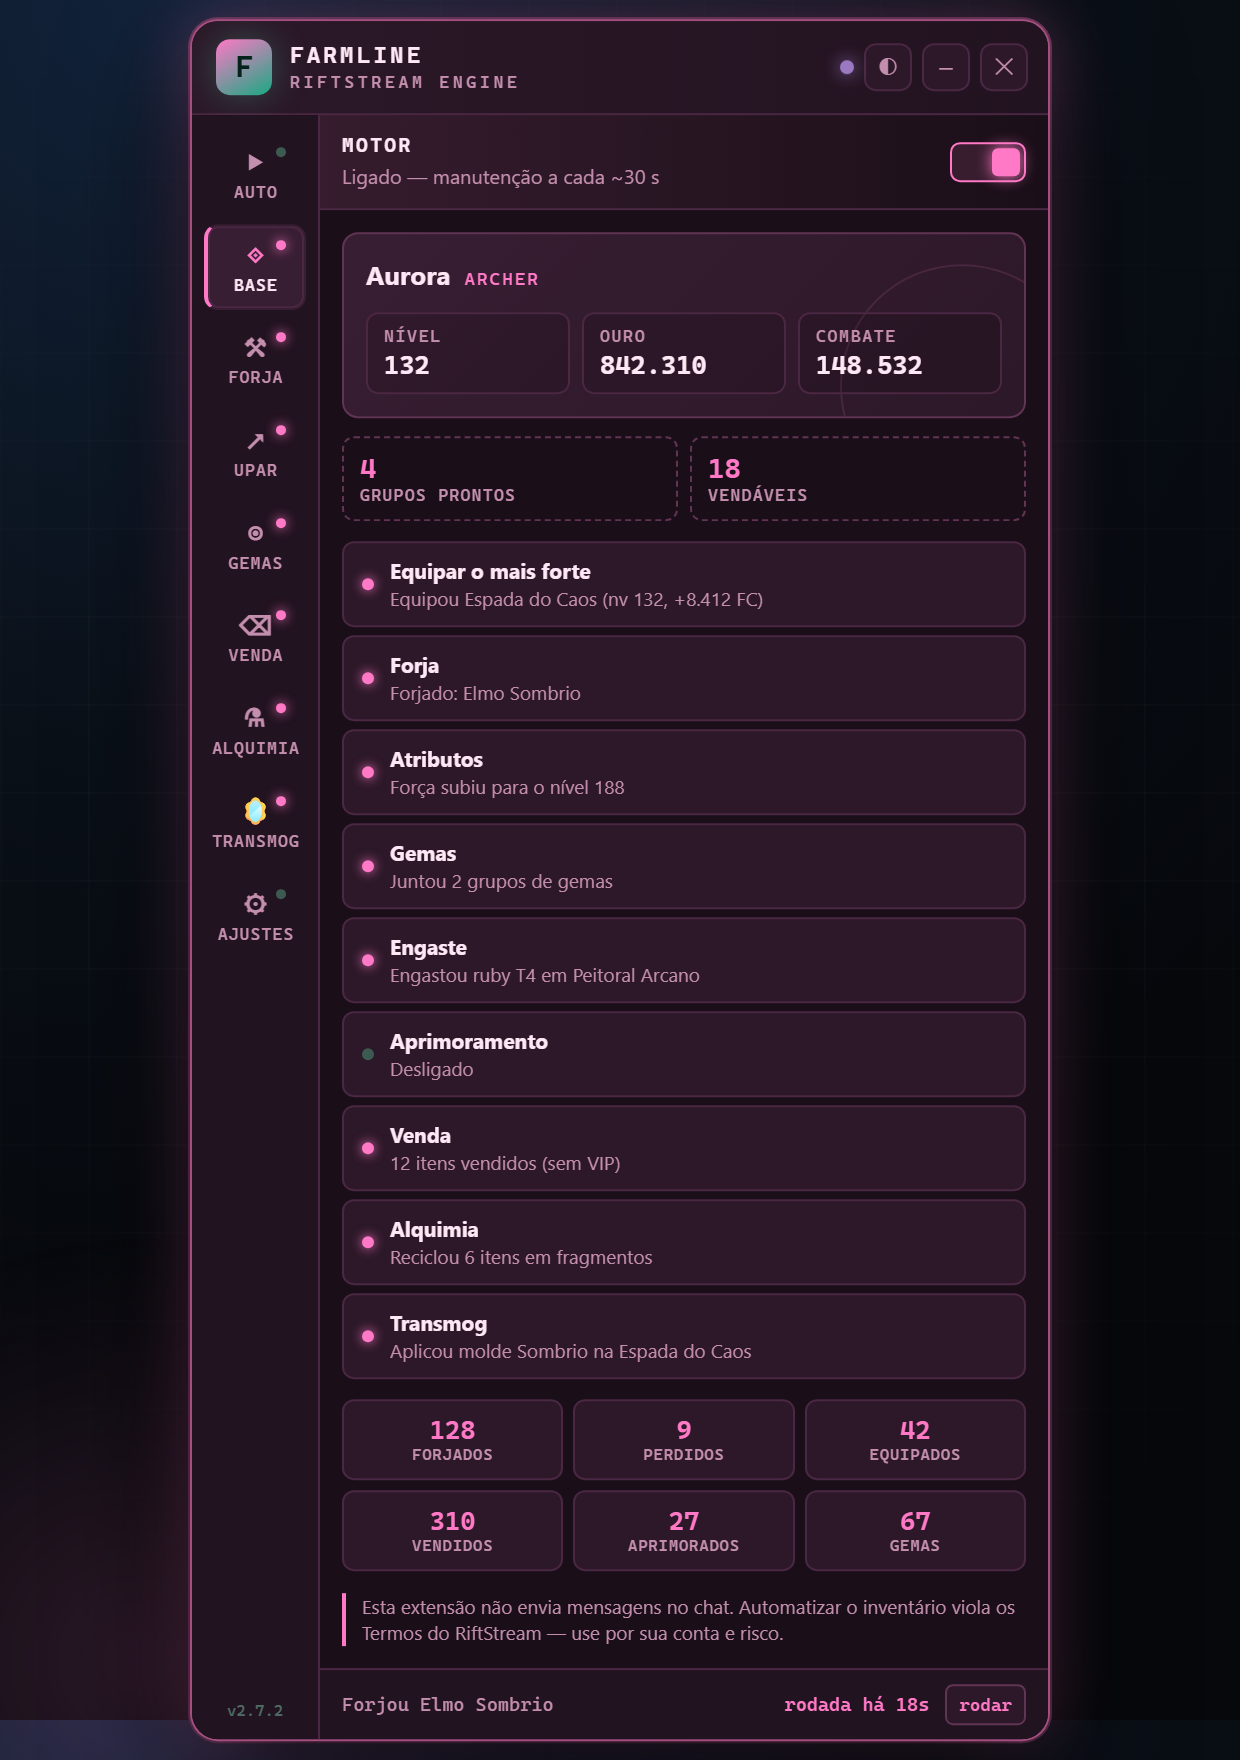 F
FARMLINE
RIFTSTREAM ENGINE
AUTO
BASE
FORJA
UPAR
GEMAS
VENDA
ALQUIMIA
TRANSMOG
AJUSTES
v2.7.2
MOTOR
Ligado — manutenção a cada ~30 s
Aurora ARCHER
NÍVEL
132
OURO
842.310
COMBATE
148.532
4
GRUPOS PRONTOS
18
VENDÁVEIS
Equipar o mais forte
Equipou Espada do Caos (nv 132, +8.412 FC)
Forja
Forjado: Elmo Sombrio
Atributos
Força subiu para o nível 188
Gemas
Juntou 2 grupos de gemas
Engaste
Engastou ruby T4 em Peitoral Arcano
Aprimoramento
Desligado
Venda
12 itens vendidos (sem VIP)
Alquimia
Reciclou 6 itens em fragmentos
Transmog
Aplicou molde Sombrio na Espada do Caos
128
FORJADOS
9
PERDIDOS
42
EQUIPADOS
310
VENDIDOS
27
APRIMORADOS
67
GEMAS
Esta extensão não envia mensagens no chat. Automatizar o inventário viola os
Termos do RiftStream — use por sua conta e risco.
Forjou Elmo Sombrio
rodada há 18s
rodar